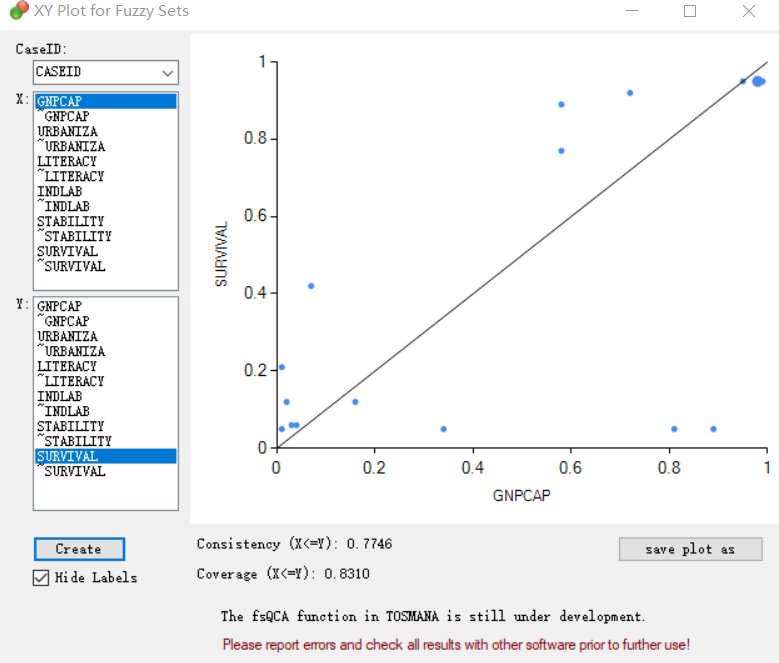 XY Plot for Fuzzy Sets
CaseID:
CASEID
X:
GNPCAP
~GNPCAP
URBANIZA
~URBANIZA
LITERACY
~LITERACY
INDLAB
~INDLAB
STABILITY
~STABILITY
SURVIVAL
~SURVIVAL
Y:
GNPCAP
~GNPCAP
URBANIZA
~URBANIZA
LITERACY
~LITERACY
INDLAB
~INDLAB
STABILITY
~STABILITY
SURVIVAL
~SURVIVAL
1
0.8
0.6
0.4
0.2
0
SURVIVAL
0 0.2 0.4 0.6 0.8 1
GNPCAP
Create
Hide Labels
Consistency (X<=Y): 0.7746
Coverage (X<=Y): 0.8310
save plot as
The fsQCA function in TOSMANA is still under development.
Please report errors and check all results with other software prior to further use!